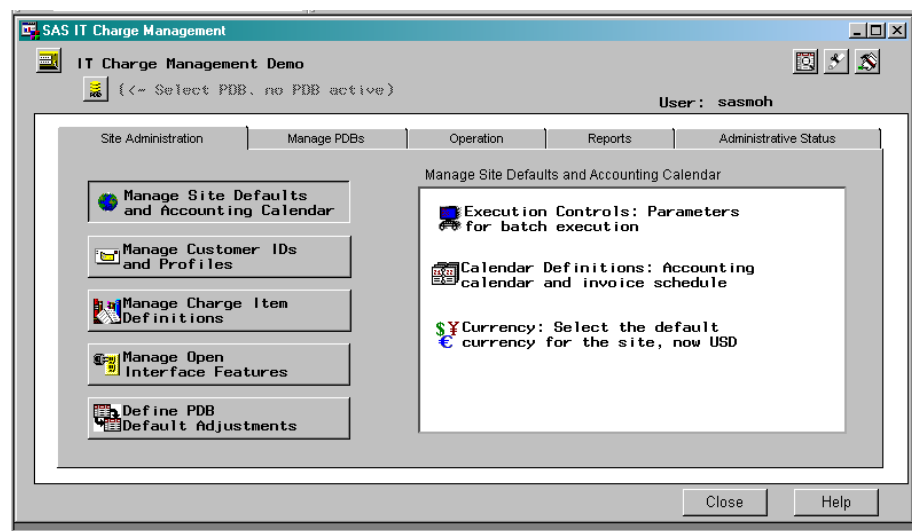 SAS IT Charge Management
IT Charge Management Demo
(<- Select PDB, no PDB active)
User: sasmoh
Site Administration
Manage PDBs
Operation
Reports
Administrative Status
Manage Site Defaults
and Accounting Calendar
Manage Customer IDs
and Profiles
Manage Charge Item
Definitions
Manage Open
Interface Features
Define PDB
Default Adjustments
Manage Site Defaults and Accounting Calendar
Execution Controls: Parameters
for batch execution
Calendar Definitions: Accounting
calendar and invoice schedule
$¥ Currency: Select the default
€ currency for the site, now USD
Close
Help